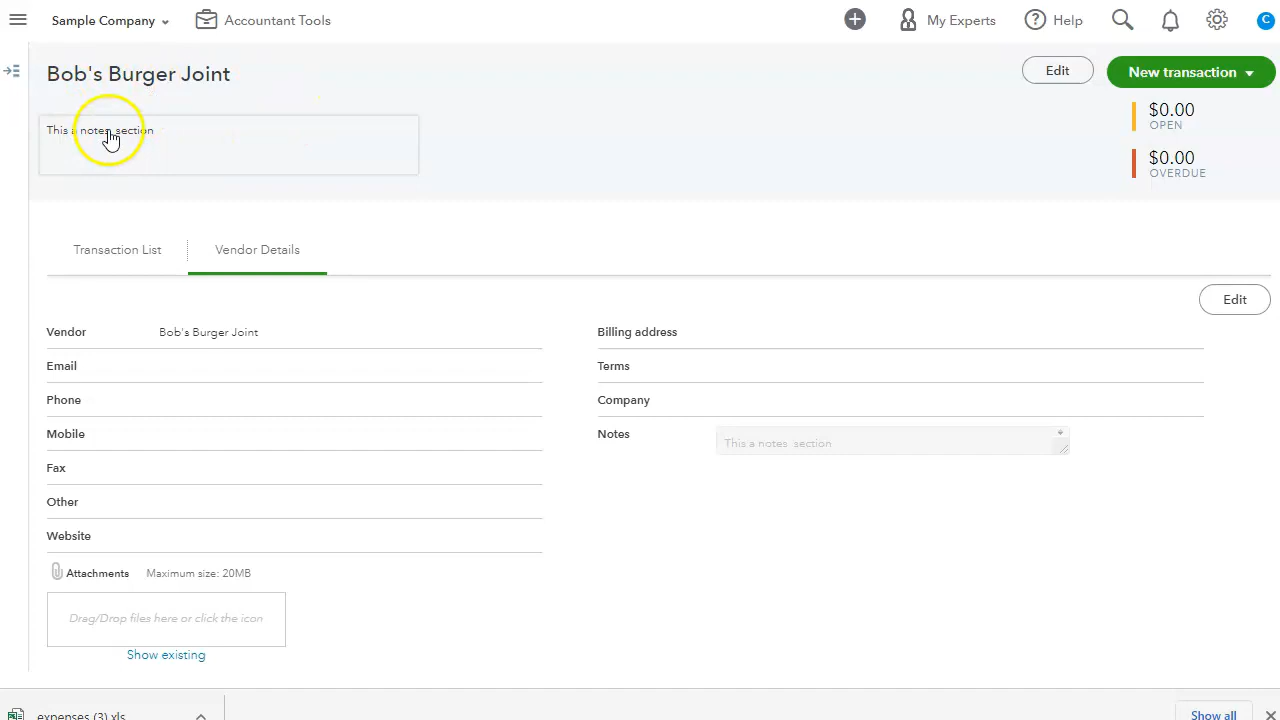 Sample Company
Accountant Tools
My Experts
Help
C
Bob's Burger Joint
Edit
New transaction
This a notes section
$0.00
OPEN
$0.00
OVERDUE
Transaction List
Vendor Details
Edit
Vendor Bob's Burger Joint
Billing address
Email
Terms
Phone
Company
Mobile
Notes This a notes section
Fax
Other
Website
Attachments Maximum size: 20MB
Drag/Drop files here or click the icon
Show existing
expenses (3).xls
Show all